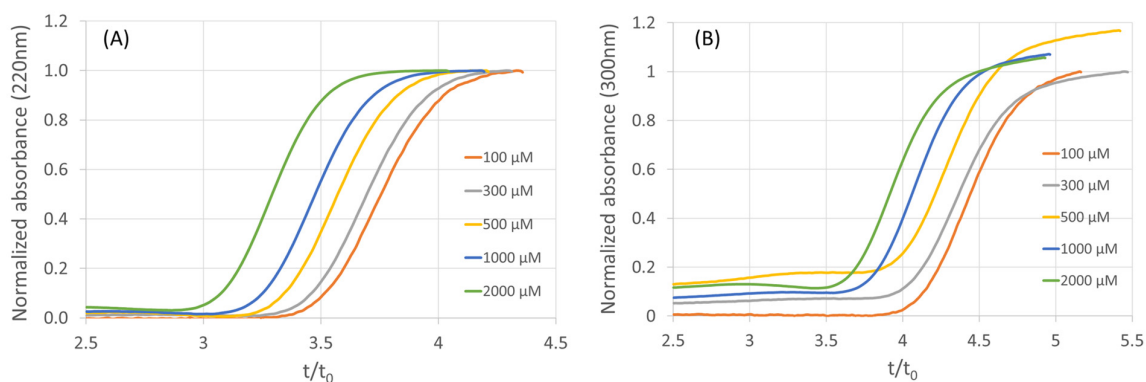 (A)
Normalized absorbance (220nm)
1.2
1.0
0.8
0.6
0.4
0.2
0.0
2.5 3 3.5 4 4.5
t/t0
100 µM
300 µM
500 µM
1000 µM
2000 µM
(B)
Normalized absorbance (300nm)
1.2
1
0.8
0.6
0.4
0.2
0
2.5 3 3.5 4 4.5 5 5.5
t/t0
100 µM
300 µM
500 µM
1000 µM
2000 µM